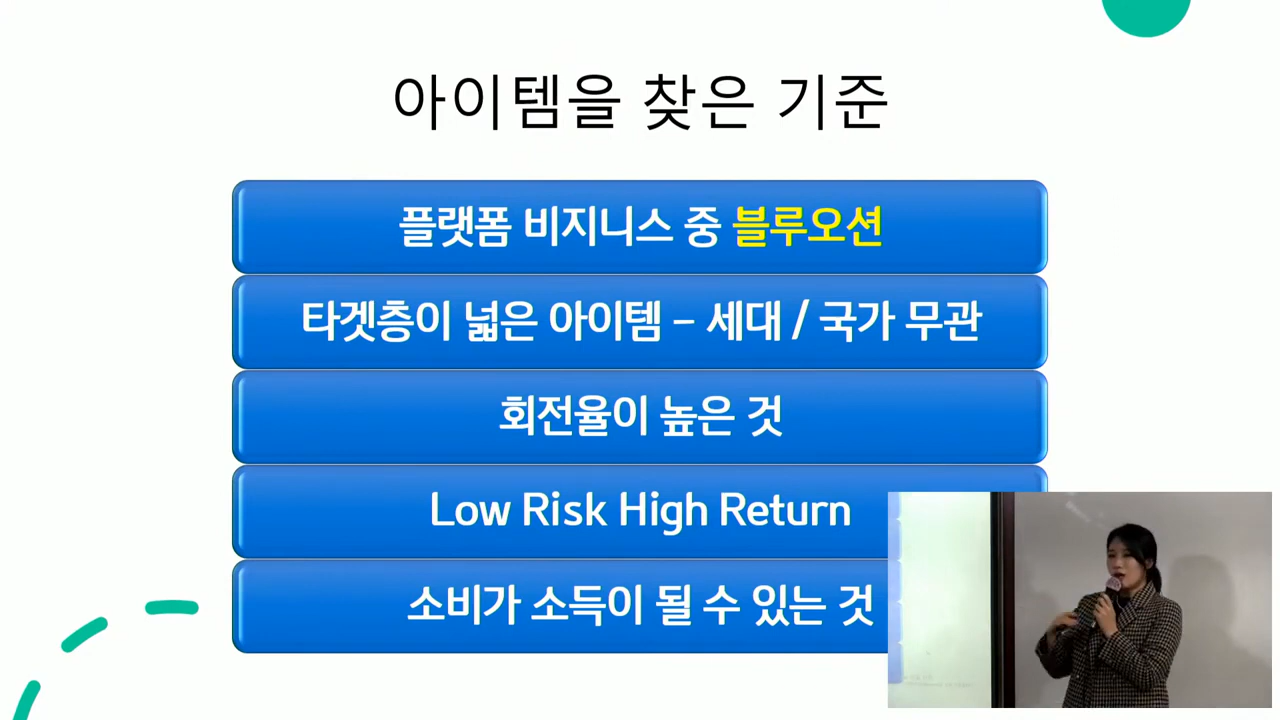 아이템을 찾은 기준
플랫폼 비지니스 중 블루오션
타겟층이 넓은 아이템 – 세대 / 국가 무관
회전율이 높은 것
Low Risk High Return
소비가 소득이 될 수 있는 것